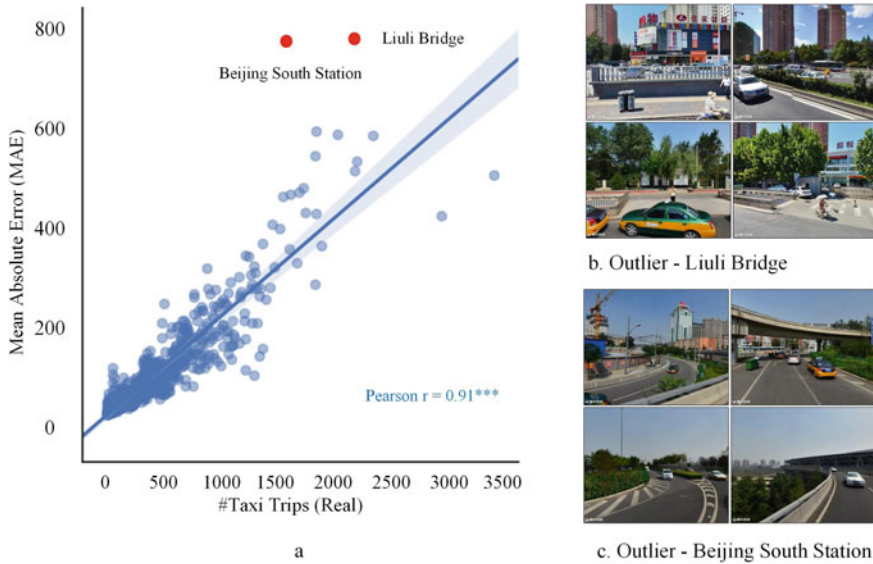 800
600
400
200
0
Mean Absolute Error (MAE)
Liuli Bridge
Beijing South Station
Pearson r = 0.91***
0 500 1000 1500 2000 2500 3000 3500
#Taxi Trips (Real)
a
b. Outlier - Liuli Bridge
c. Outlier - Beijing South Station